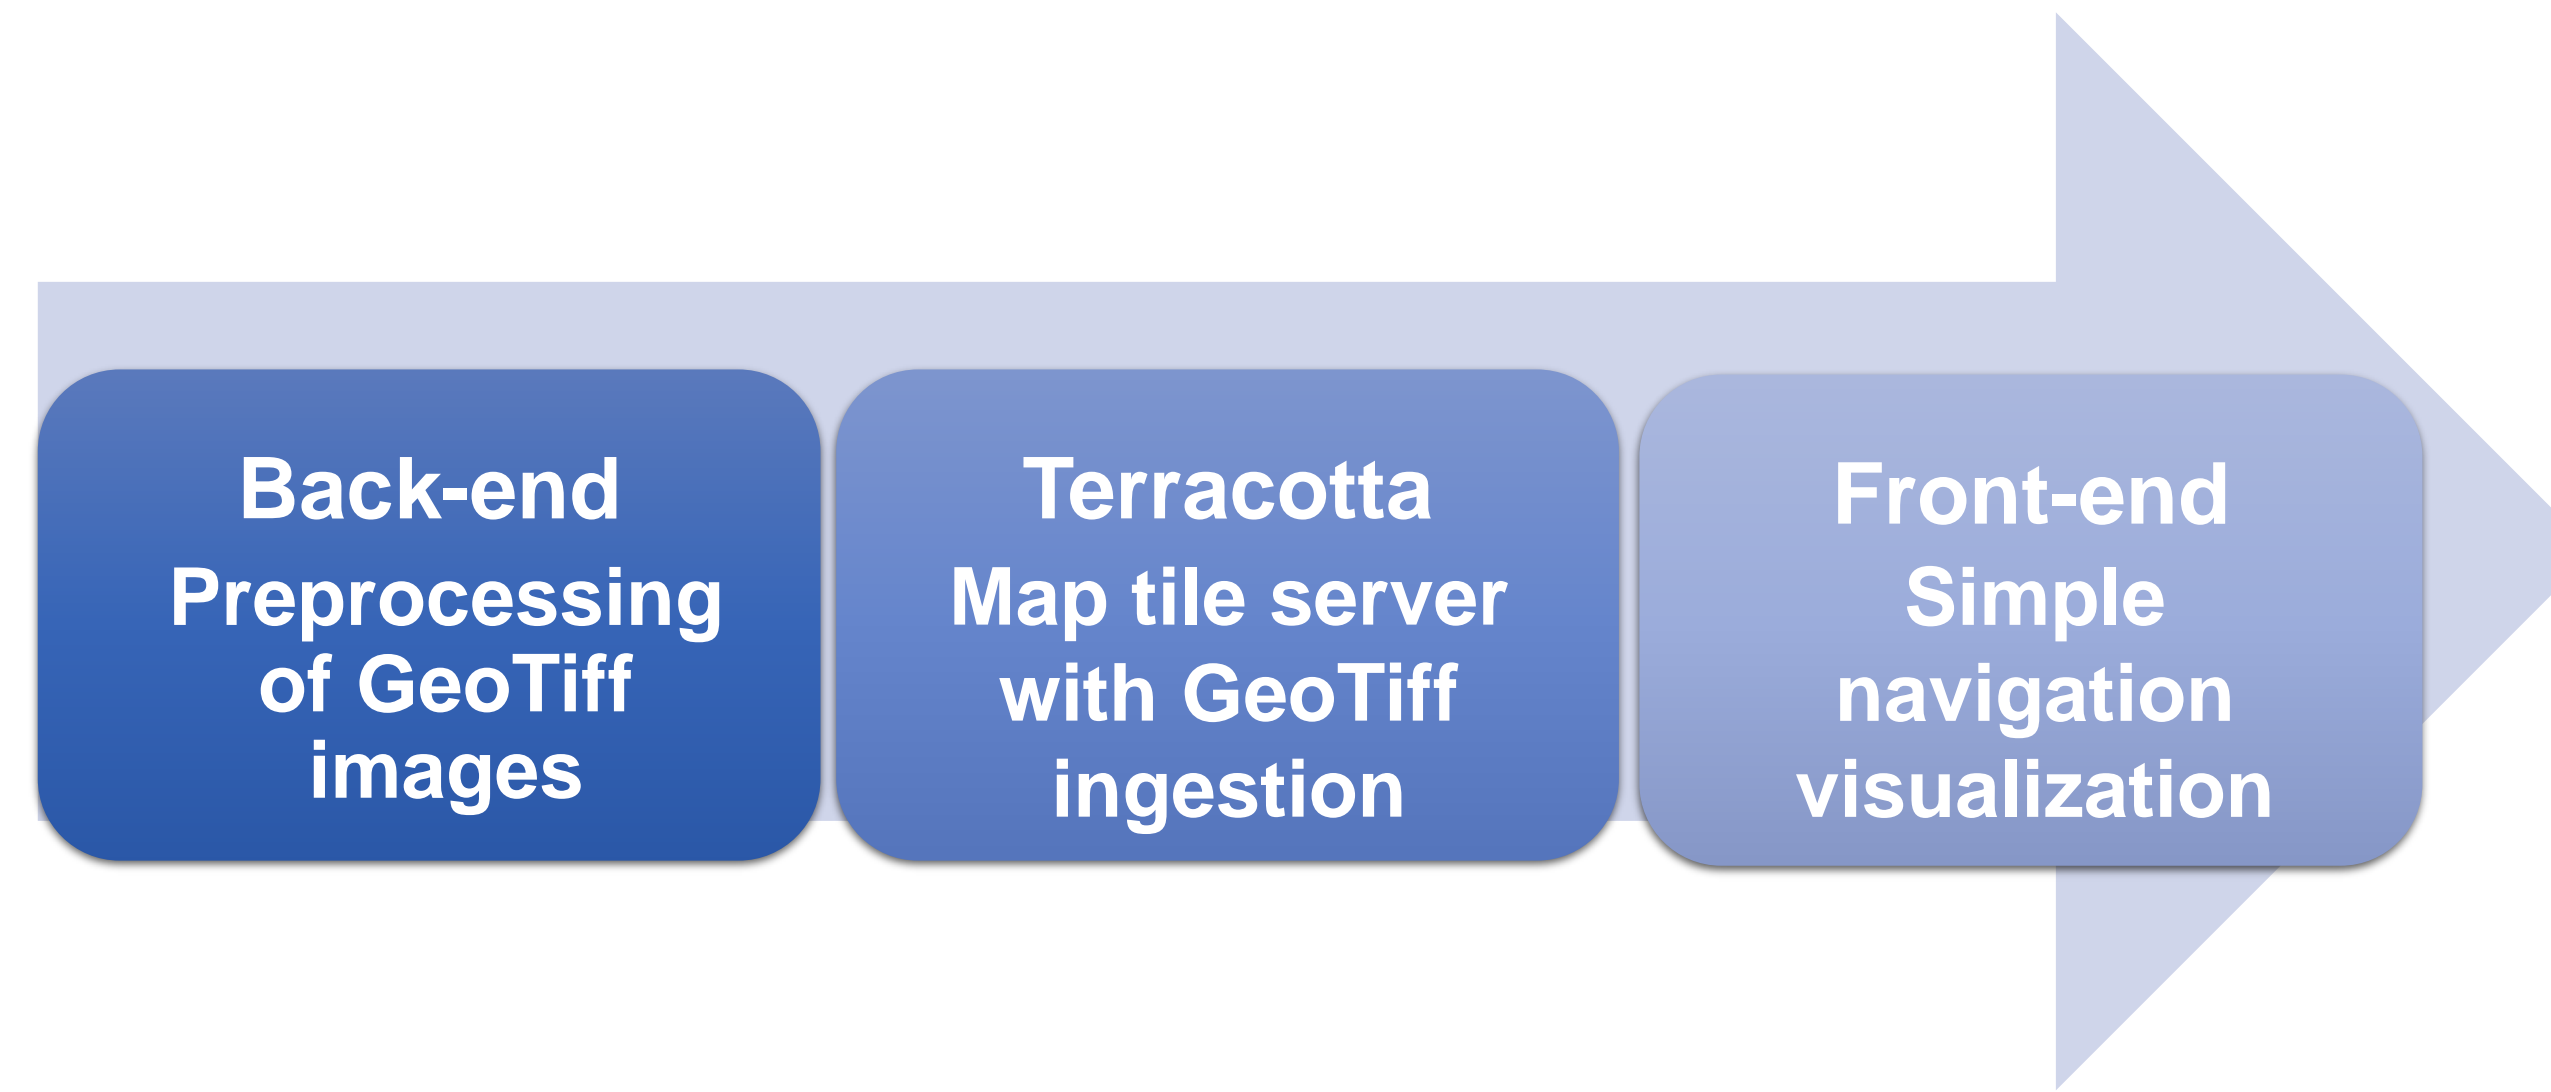 Back-end
Preprocessing
of GeoTiff
images
Terracotta
Map tile server
with GeoTiff
ingestion
Front-end
Simple
navigation
visualization